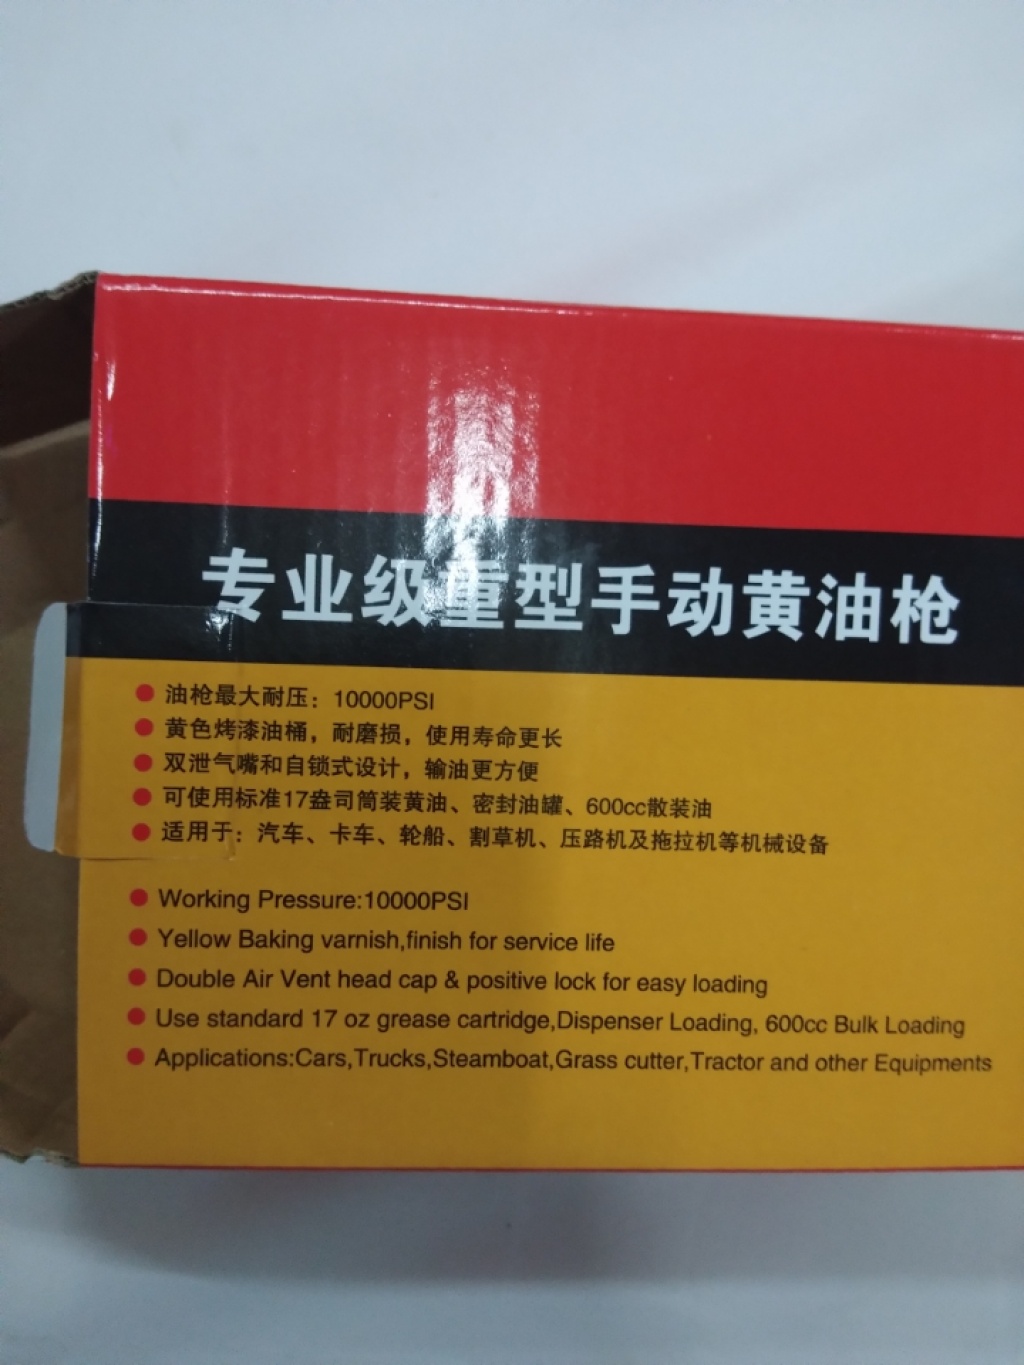 专业级重型手动黄油枪
油枪最大耐压：10000PSI
黄色烤漆油桶，耐磨损，使用寿命更长
双泄气嘴和自锁式设计，输油更方便
可使用标准17盎司筒装黄油、密封油罐、600cc散装油
适用于：汽车、卡车、轮船、割草机、压路机及拖拉机等机械设备
Working Pressure:10000PSI
Yellow Baking varnish,finish for service life
Double Air Vent head cap & positive lock for easy loading
Use standard 17 oz grease cartridge,Dispenser Loading, 600cc Bulk Loading
Applications:Cars,Trucks,Steamboat,Grass cutter,Tractor and other Equipments